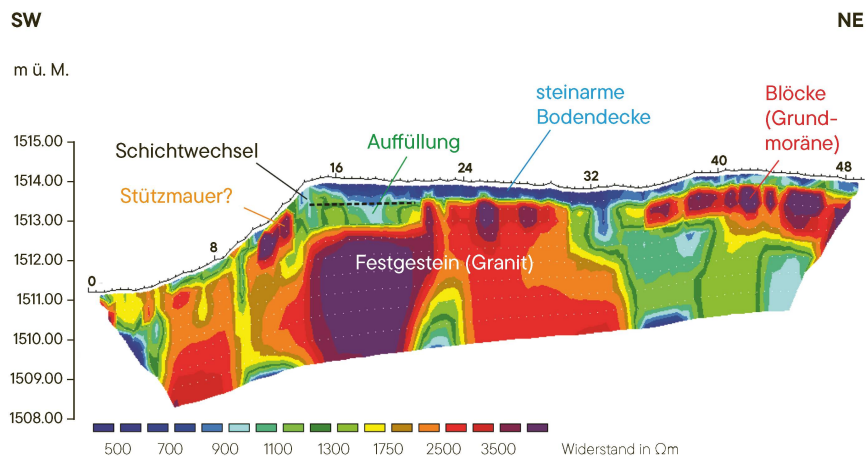 SW
NE
m ü. M.
steinarme
Bodendecke
Blöcke
(Grund-
moräne)
Auffüllung
Schichtwechsel
Stützmauer?
Festgestein (Granit)
0
8
16
24
32
40
48
1515.00
1514.00
1513.00
1512.00
1511.00
1510.00
1509.00
1508.00
500 700 900 1100 1300 1750 2500 3500 Widerstand in Ωm